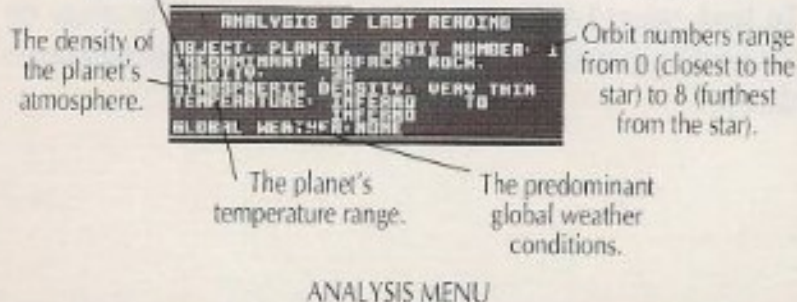 ANALYSIS OF LAST READING
OBJECT: PLANET. ORBIT NUMBER: 1
PREDOMINANT SURFACE: ROCK.
GRAVITY:
ATMOSPHERIC DENSITY: VERY THIN
TEMPERATURE: INFERNO TO
INFERNO
GLOBAL WEATHER: NONE
The density of
the planet's
atmosphere.
Orbit numbers range
from 0 (closest to the
star) to 8 (furthest
from the star).
The planet's
temperature range.
The predominant
global weather
conditions.
ANALYSIS MENU